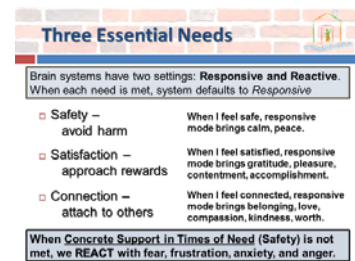 Three Essential Needs
Brain systems have two settings: Responsive and Reactive.
When each need is met, system defaults to Responsive
Safety –
avoid harm
When I feel safe, responsive
mode brings calm, peace.
Satisfaction –
approach rewards
When I feel satisfied, responsive
mode brings gratitude, pleasure,
contentment, accomplishment.
Connection –
attach to others
When I feel connected, responsive
mode brings belonging, love,
compassion, kindness, worth.
When Concrete Support in Times of Need (Safety) is not
met, we REACT with fear, frustration, anxiety, and anger.